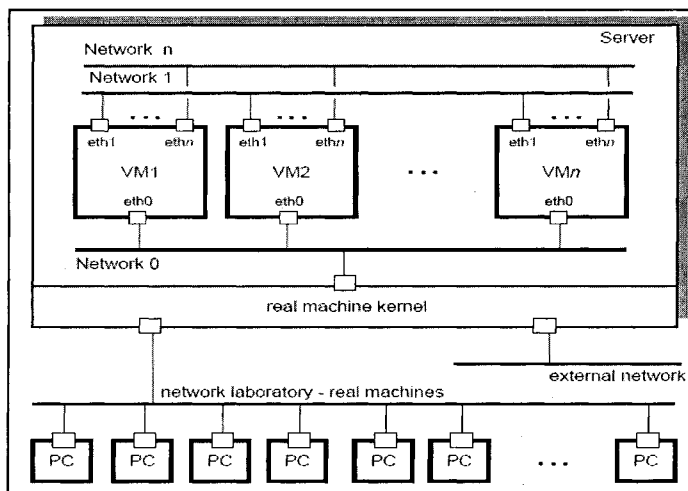 Server
Network n
Network 1
... ... ...
eth1 ethn eth1 ethn eth1 ethn
VM1 VM2 ... VMn
eth0 eth0 eth0
Network 0
real machine kernel
external network
network laboratory - real machines
PC PC PC PC PC PC ... PC